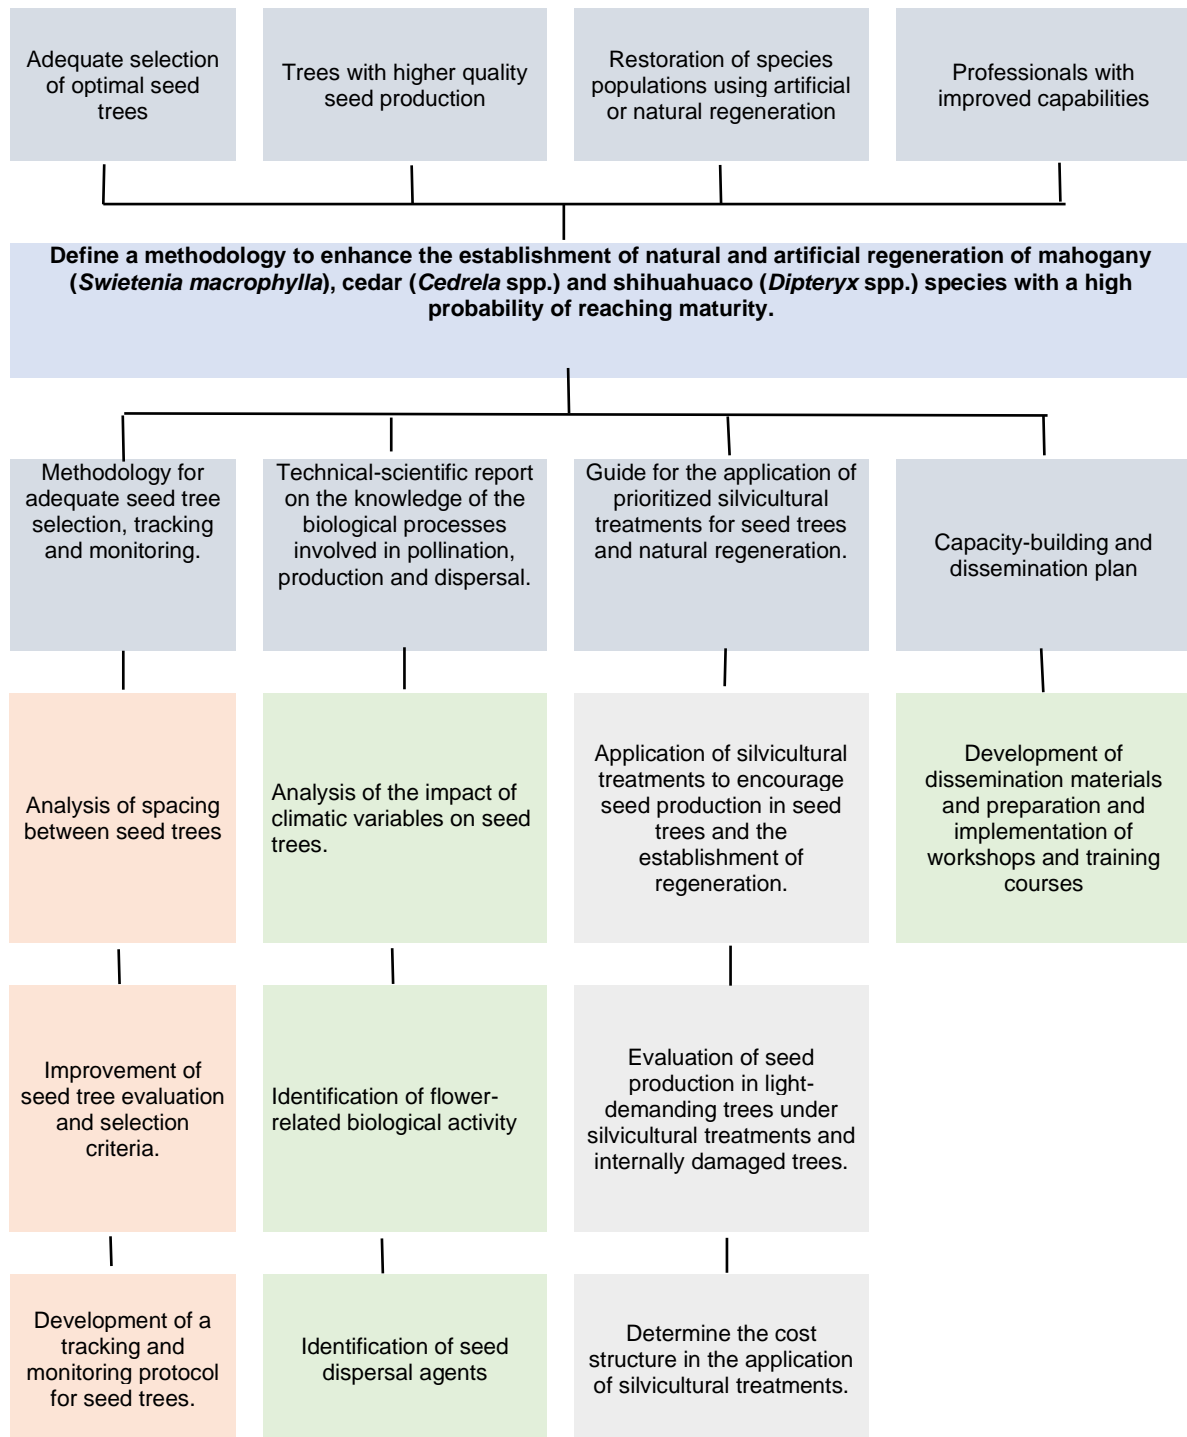 Adequate selection
of optimal seed
trees
Trees with higher quality
seed production
Restoration of species
populations using artificial
or natural regeneration
Professionals with
improved capabilities
Define a methodology to enhance the establishment of natural and artificial regeneration of mahogany
(Swietenia macrophylla), cedar (Cedrela spp.) and shihuahuaco (Dipteryx spp.) species with a high
probability of reaching maturity.
Methodology for
adequate seed tree
selection, tracking
and monitoring.
Technical-scientific report
on the knowledge of the
biological processes
involved in pollination,
production and dispersal.
Guide for the application of
prioritized silvicultural
treatments for seed trees
and natural regeneration.
Capacity-building and
dissemination plan
Analysis of spacing
between seed trees
Analysis of the impact of
climatic variables on seed
trees.
Application of silvicultural
treatments to encourage
seed production in seed
trees and the
establishment of
regeneration.
Development of
dissemination materials
and preparation and
implementation of
workshops and training
courses
Improvement of
seed tree evaluation
and selection
criteria.
Identification of flower-
related biological activity
Evaluation of seed
production in light-
demanding trees under
silvicultural treatments and
internally damaged trees.
Development of a
tracking and
monitoring protocol
for seed trees.
Identification of seed
dispersal agents
Determine the cost
structure in the application
of silvicultural treatments.